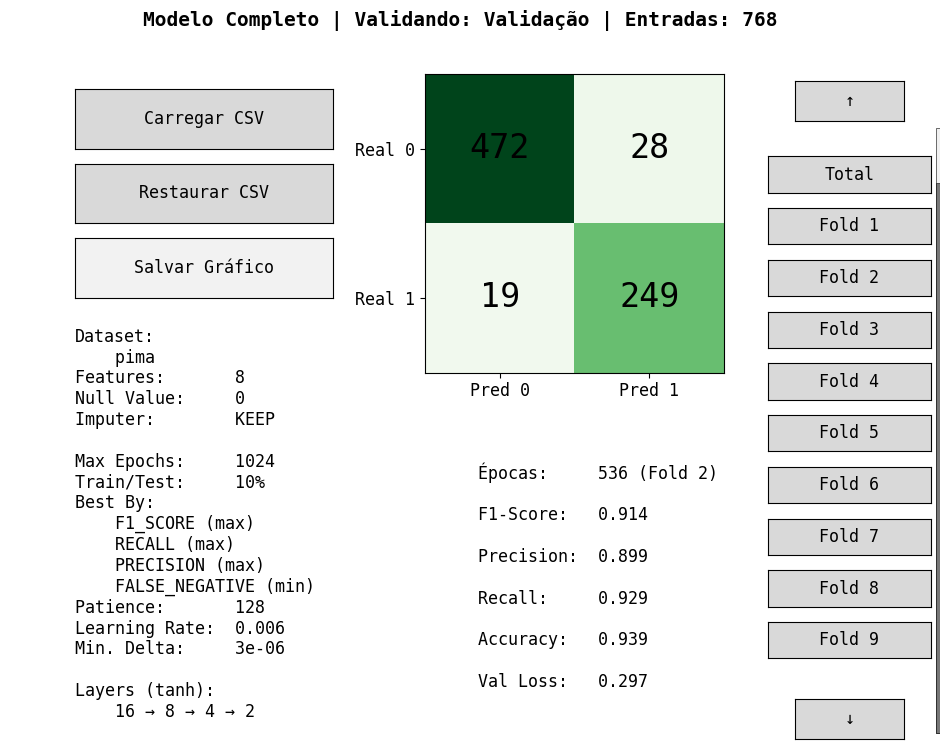 Modelo Completo | Validando: Validação | Entradas: 768
Carregar CSV
Restaurar CSV
Salvar Gráfico
Dataset:
    pima
Features:       8
Null Value:     0
Imputer:        KEEP
Max Epochs:     1024
Train/Test:     10%
Best By:
    F1_SCORE (max)
    RECALL (max)
    PRECISION (max)
    FALSE_NEGATIVE (min)
Patience:       128
Learning Rate:  0.006
Min. Delta:     3e-06
Layers (tanh):
    16 → 8 → 4 → 2
Real 0 472 28
Real 1 19 249
Pred 0 Pred 1
Épocas:     536 (Fold 2)
F1-Score:   0.914
Precision:  0.899
Recall:     0.929
Accuracy:   0.939
Val Loss:   0.297
↑
Total
Fold 1
Fold 2
Fold 3
Fold 4
Fold 5
Fold 6
Fold 7
Fold 8
Fold 9
↓